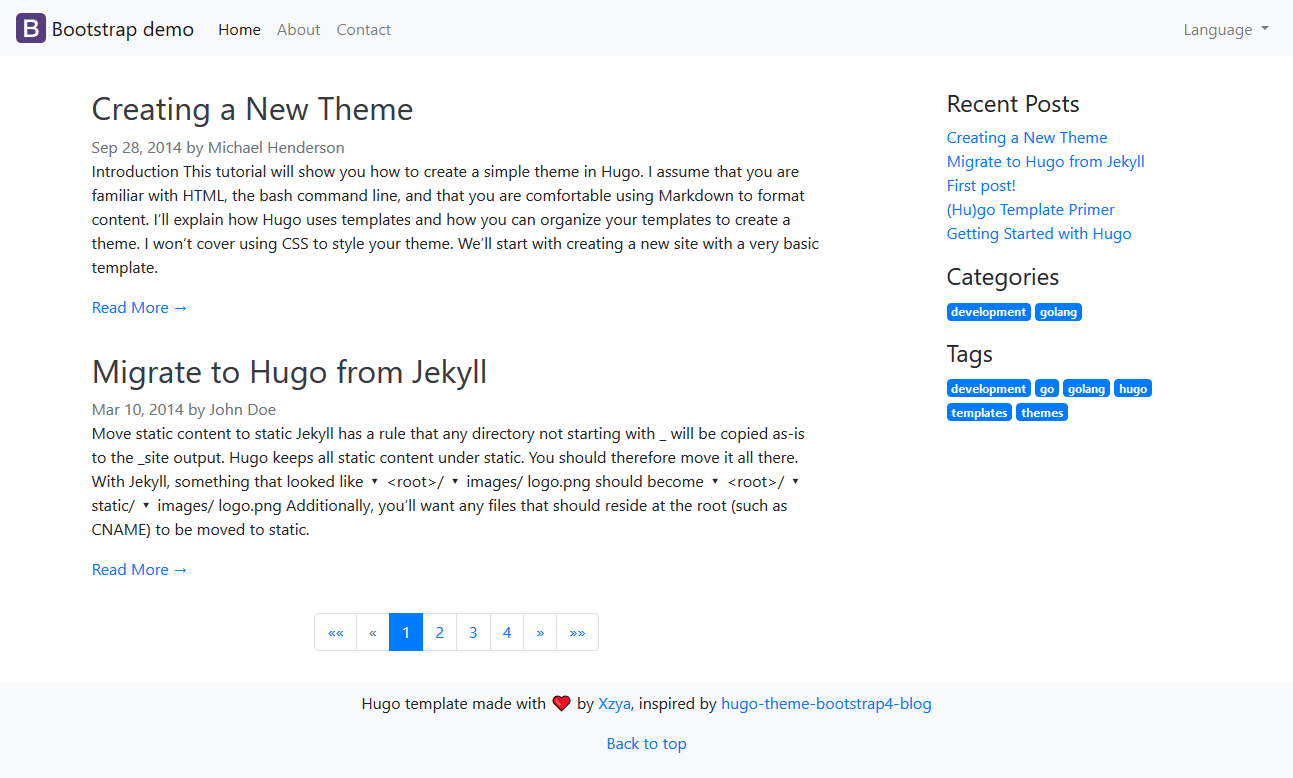 B Bootstrap demo Home About Contact Language
Creating a New Theme
Sep 28, 2014 by Michael Henderson
Introduction This tutorial will show you how to create a simple theme in Hugo. I assume that you are
familiar with HTML, the bash command line, and that you are comfortable using Markdown to format
content. I’ll explain how Hugo uses templates and how you can organize your templates to create a
theme. I won’t cover using CSS to style your theme. We’ll start with creating a new site with a very basic
template.
Read More →
Migrate to Hugo from Jekyll
Mar 10, 2014 by John Doe
Move static content to static Jekyll has a rule that any directory not starting with _ will be copied as-is
to the _site output. Hugo keeps all static content under static. You should therefore move it all there.
With Jekyll, something that looked like ▾ <root>/ ▾ images/ logo.png should become ▾ <root>/ ▾
static/ ▾ images/ logo.png Additionally, you’ll want any files that should reside at the root (such as
CNAME) to be moved to static.
Read More →
«« « 1 2 3 4 » »»
Recent Posts
Creating a New Theme
Migrate to Hugo from Jekyll
First post!
(Hu)go Template Primer
Getting Started with Hugo
Categories
development golang
Tags
development go golang hugo
templates themes
Hugo template made with ❤ by Xzya, inspired by hugo-theme-bootstrap4-blog
Back to top